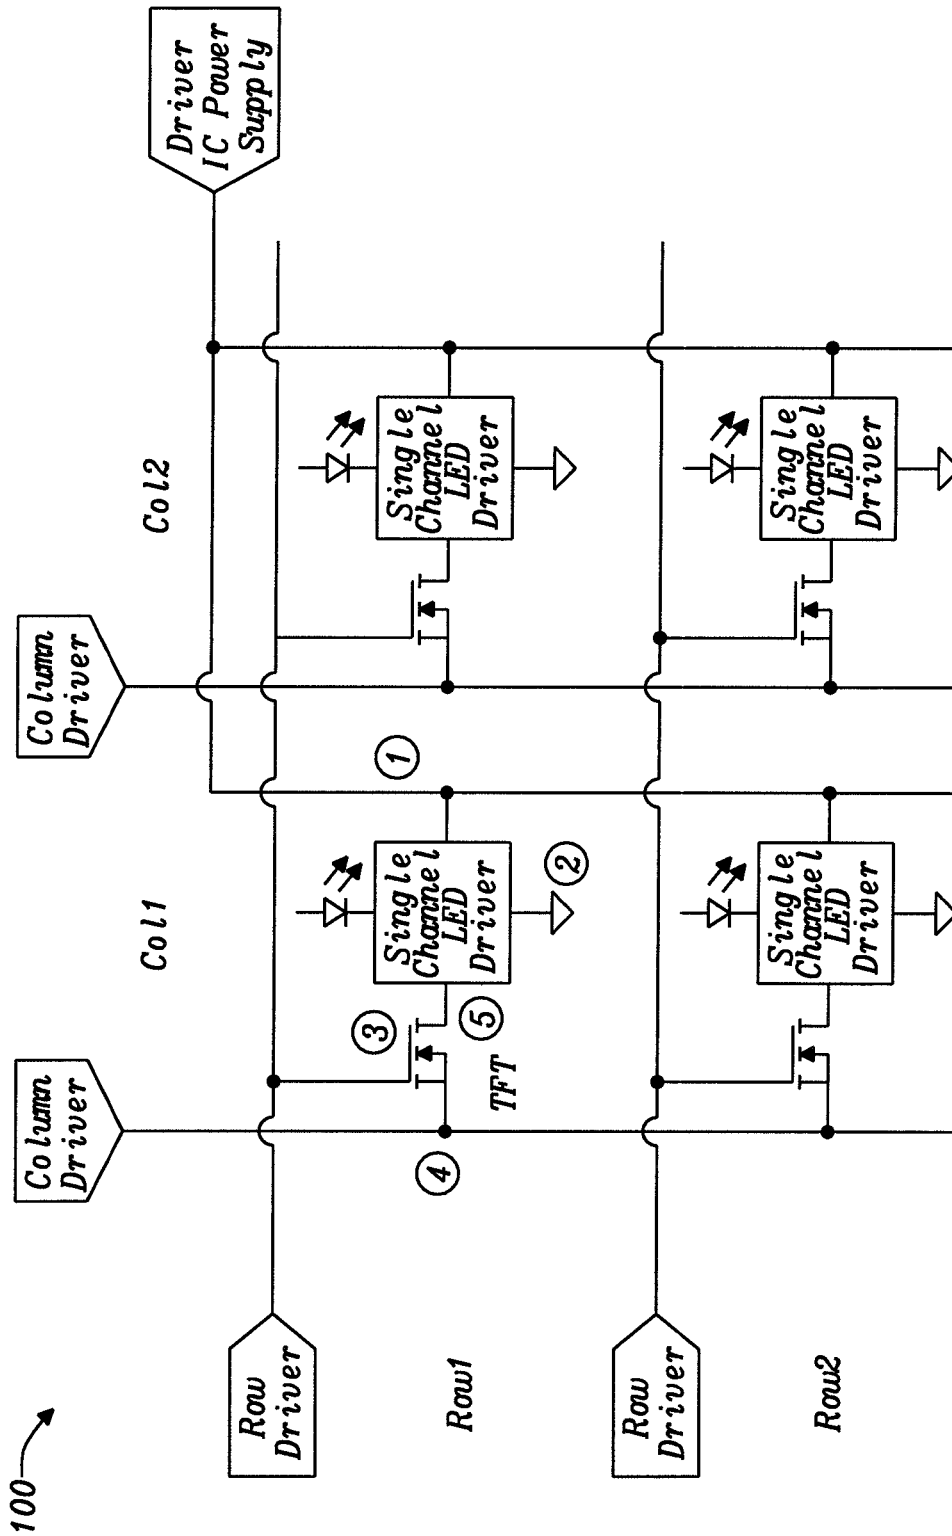 100
Column
Driver
Column
Driver
Driver
IC Power
Supply
Col1
Col2
Row
Driver
Row1
Single
Channel
LED
Driver
Single
Channel
LED
Driver
1
2
3
4
5
TFT
Row
Driver
Row2
Single
Channel
LED
Driver
Single
Channel
LED
Driver